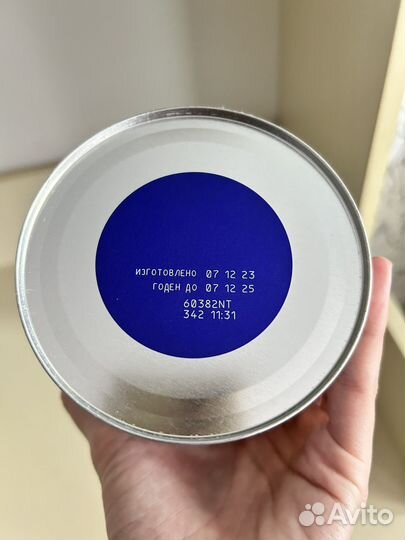 ИЗГОТОВЛЕНО 07 12 23
ГОДЕН ДО 07 12 25
60382NT
342 11:31
Avito